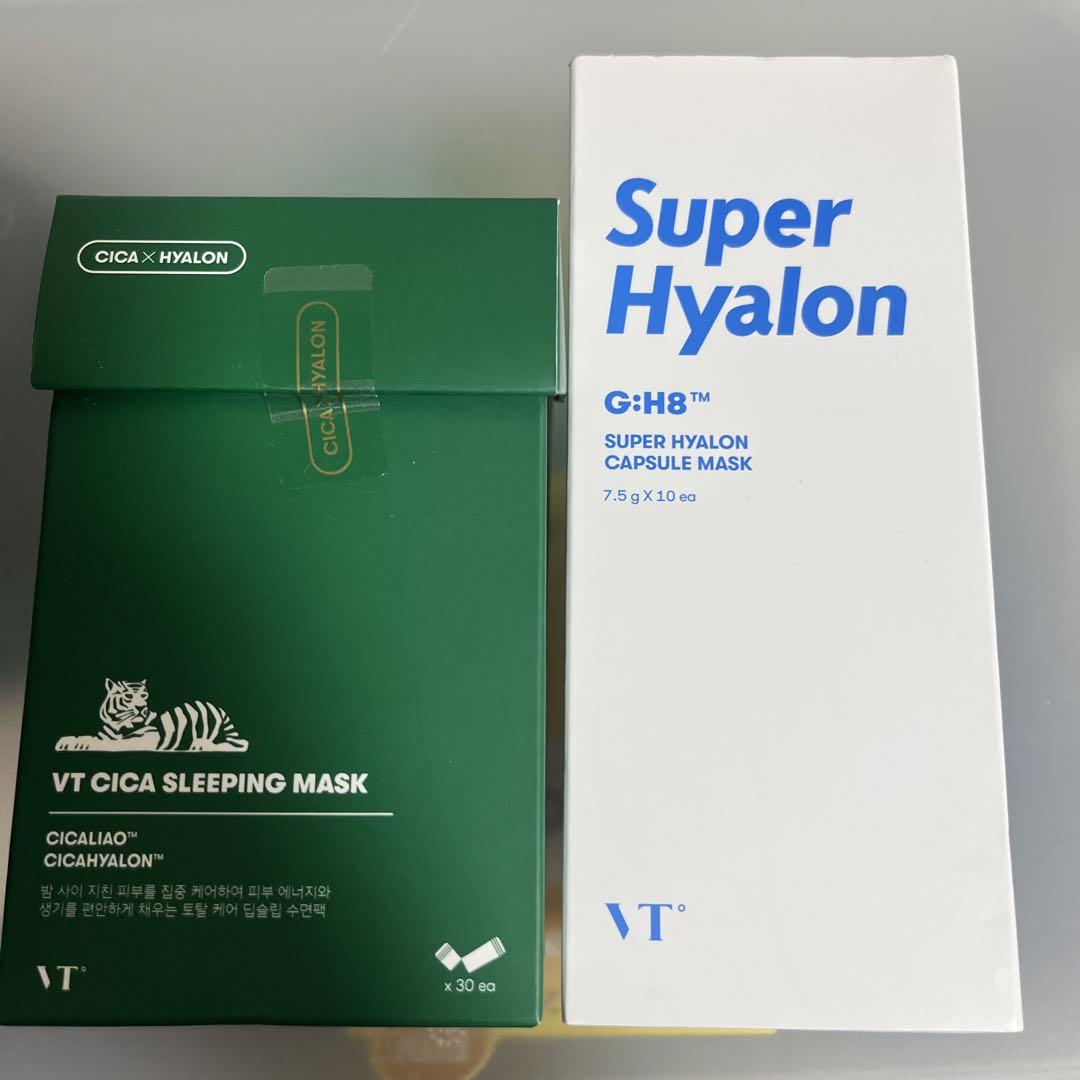 CICA×HYALON
CICA×HYALON
VT CICA SLEEPING MASK
CICALIAO™
CICAHYALON™
밤 사이 지친 피부를 집중 케어하여 피부 에너지와
생기를 편안하게 채우는 토탈 케어 딥슬립 수면팩
VT°
x 30 ea
Super
Hyalon
G:H8™
SUPER HYALON
CAPSULE MASK
7.5 g X 10 ea
VT°